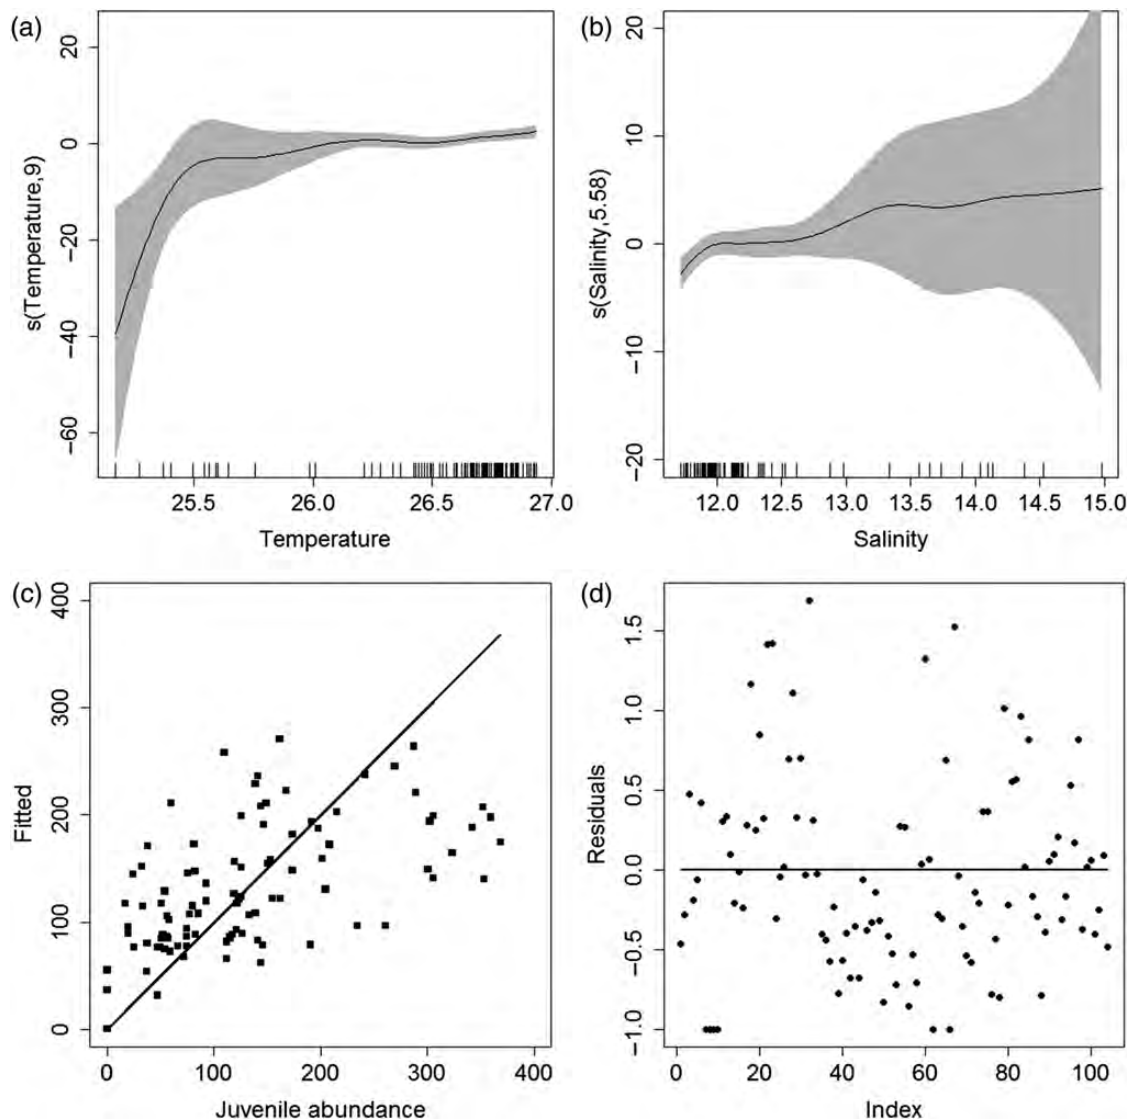 (a)
20
0
−20
−40
−60
s(Temperature,9)
25.5 26.0 26.5 27.0
Temperature
(b)
20
10
0
−10
−20
s(Salinity,5.58)
12.0 12.5 13.0 13.5 14.0 14.5 15.0
Salinity
(c)
400
300
200
100
0
Fitted
0 100 200 300 400
Juvenile abundance
(d)
1.5
1.0
0.5
0.0
−0.5
−1.0
Residuals
0 20 40 60 80 100
Index